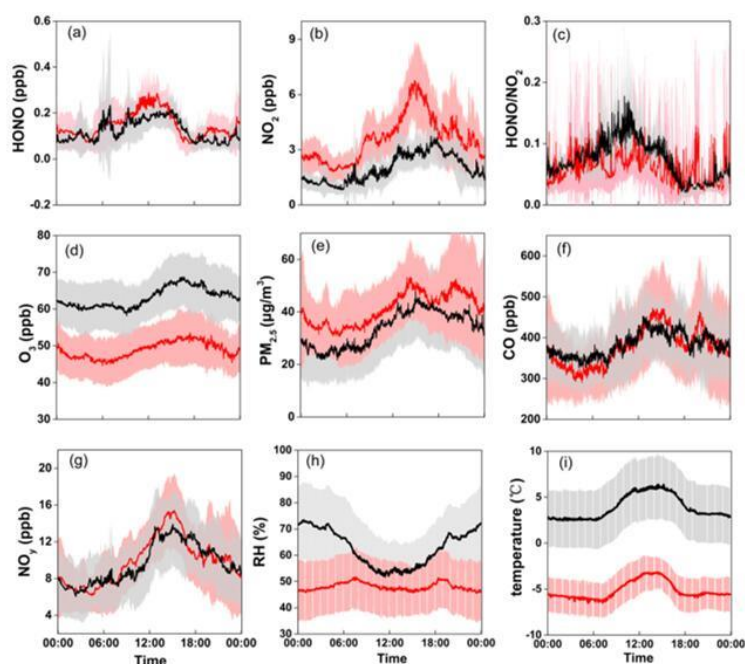 (a)
HONO (ppb)
0.6
0.4
0.2
0.0
-0.2
(b)
NO₂ (ppb)
9
6
3
0
(c)
HONO/NO₂
0.3
0.2
0.1
0.0
(d)
O₃ (ppb)
80
70
60
50
40
30
(e)
PM₂.₅ (µg/m³)
60
40
20
0
(f)
CO (ppb)
600
500
400
300
200
(g)
NOy (ppb)
20
16
12
8
4
00:00 06:00 12:00 18:00 00:00
Time
(h)
RH (%)
100
90
80
70
60
50
40
30
00:00 06:00 12:00 18:00 00:00
Time
(i)
temperature (℃)
10
5
0
-5
-10
00:00 06:00 12:00 18:00 00:00
Time